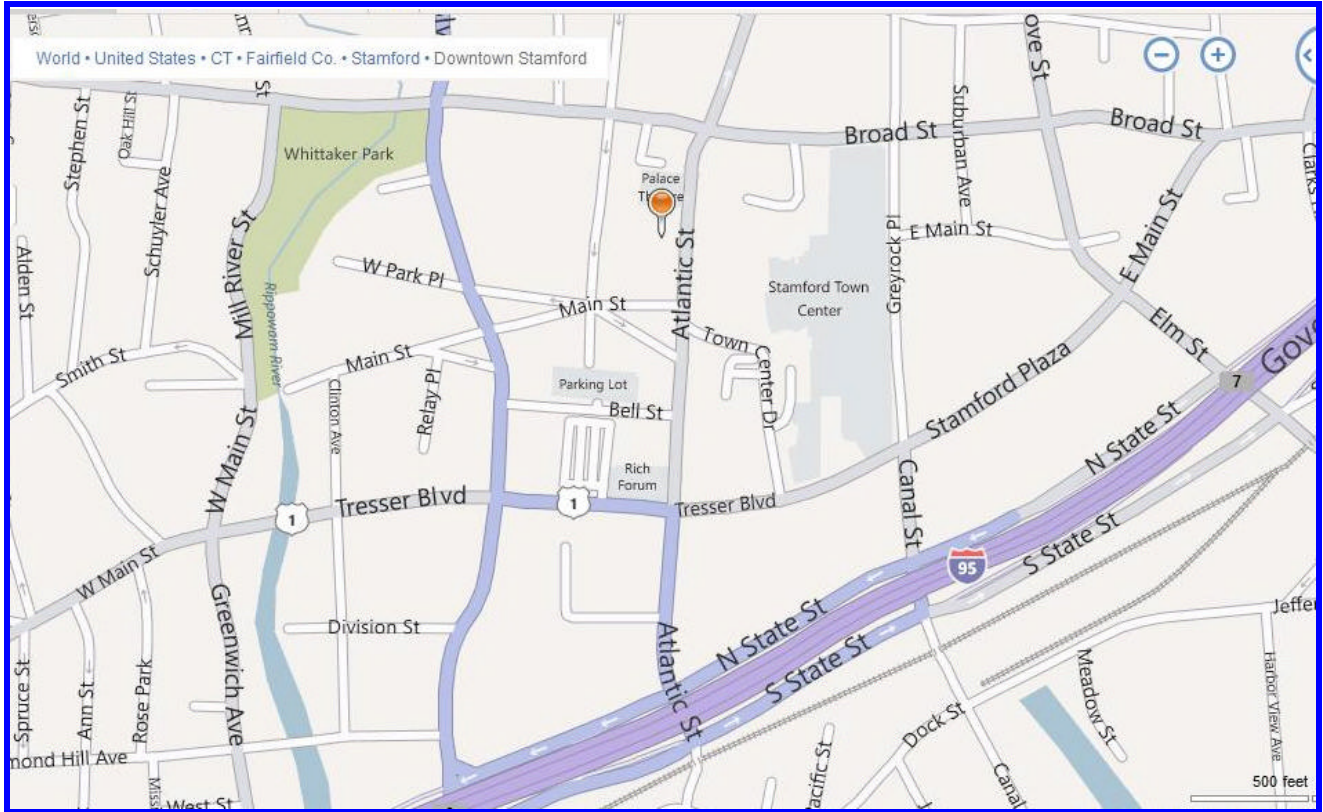 World • United States • CT • Fairfield Co. • Stamford • Downtown Stamford
Stephen St
Oak Hill St
Schuyler Ave
Whittaker Park
Palace
Broad St
Broad St
Suburban Ave
Greyrock Pl
E Main St
E Main St
Alden St
Mill River St
Rippowam River
W Park Pl
Main St
Atlantic St
Stamford Town
Center
Elm St
Smith St
Main St
Town Center Dr
Clinton Ave
Relay Pl
Parking Lot
Bell St
Stamford Plaza
7
W Main St
Rich
Forum
N State St
Canal St
1
Tresser Blvd
1
Tresser Blvd
S State St
95
W Main St
Greenwich Ave
Division St
N State St
Atlantic St
S State St
Spruce St
Ann St
Rose Park
Meadow St
Harbor View Ave
Dock St
Pacific St
Canal
mond Hill Ave
West St
500 feet